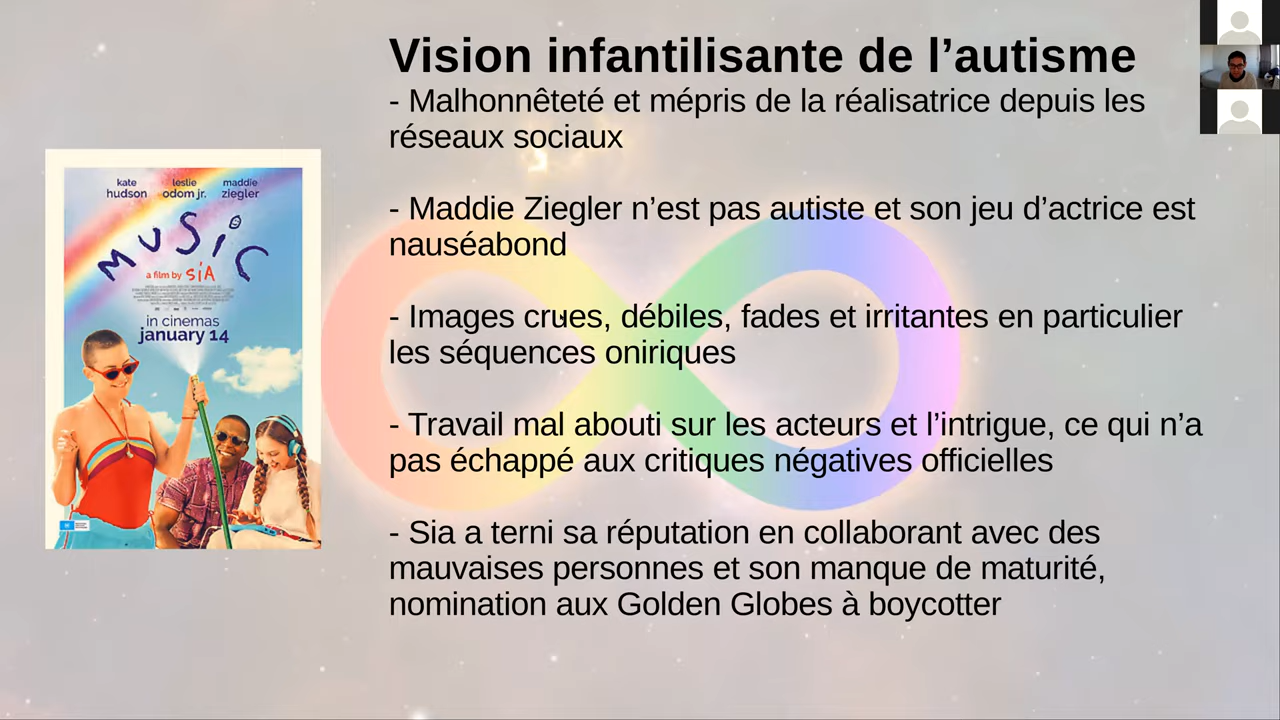 Vision infantilisante de l’autisme
- Malhonnêteté et mépris de la réalisatrice depuis les
réseaux sociaux
- Maddie Ziegler n’est pas autiste et son jeu d’actrice est
nauséabond
- Images crues, débiles, fades et irritantes en particulier
les séquences oniriques
- Travail mal abouti sur les acteurs et l’intrigue, ce qui n’a
pas échappé aux critiques négatives officielles
- Sia a terni sa réputation en collaborant avec des
mauvaises personnes et son manque de maturité,
nomination aux Golden Globes à boycotter
kate hudson
leslie odom jr.
maddie ziegler
MUSiC
a film by SiA
in cinemas
january 14